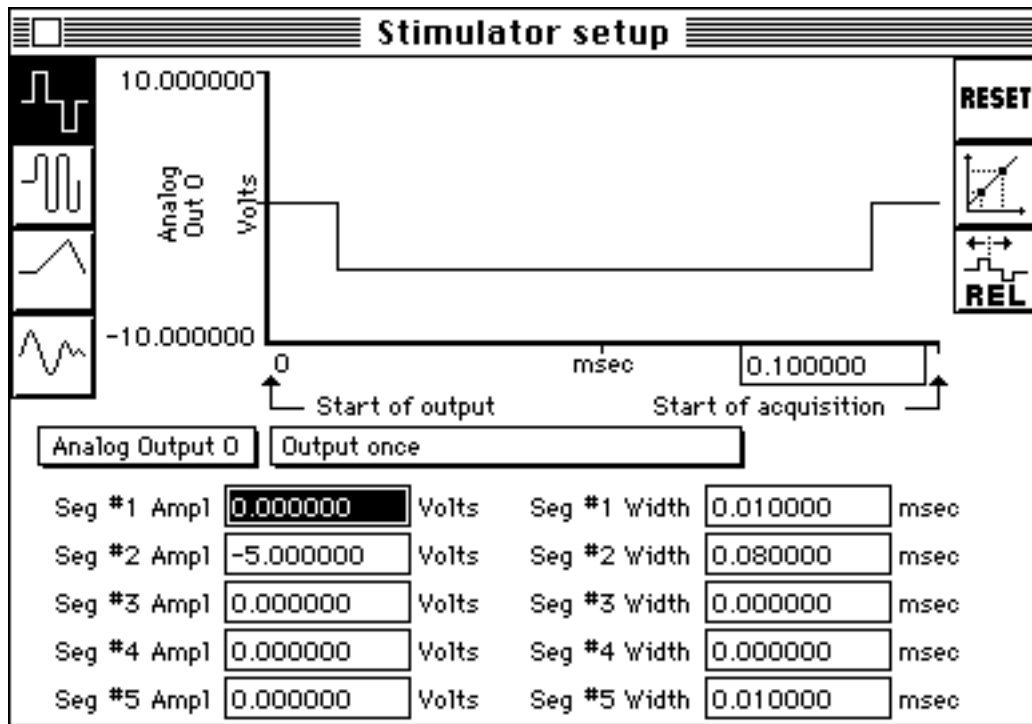 Stimulator setup
10.000000
RESET
Analog
Out 0
Volts
-10.000000
REL
0
msec
0.100000
Start of output
Start of acquisition
Analog Output 0
Output once
Seg #1 Ampl 0.000000 Volts Seg #1 Width 0.010000 msec
Seg #2 Ampl -5.000000 Volts Seg #2 Width 0.080000 msec
Seg #3 Ampl 0.000000 Volts Seg #3 Width 0.000000 msec
Seg #4 Ampl 0.000000 Volts Seg #4 Width 0.000000 msec
Seg #5 Ampl 0.000000 Volts Seg #5 Width 0.010000 msec